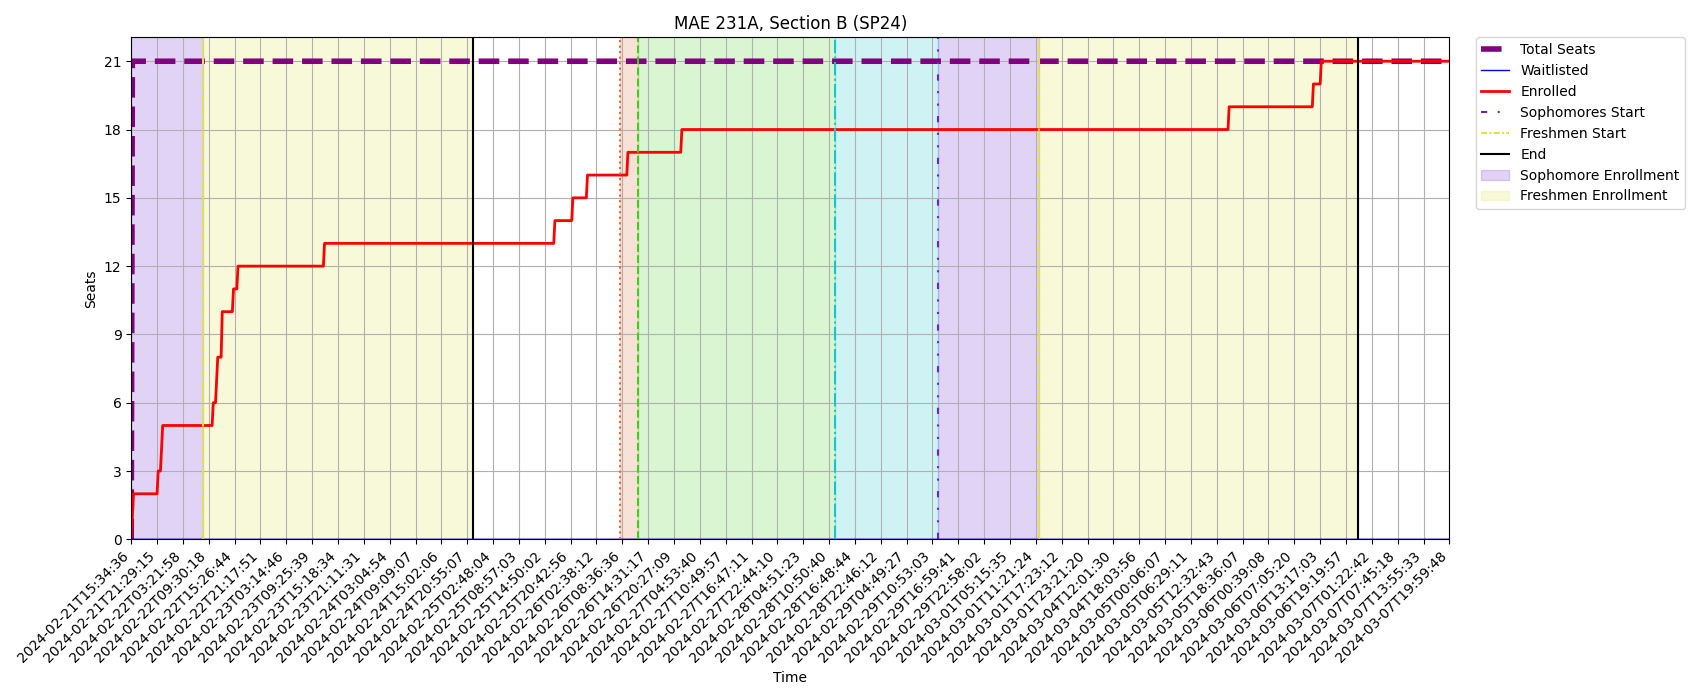 MAE 231A, Section B (SP24)
Total Seats
Waitlisted
Enrolled
Sophomores Start
Freshmen Start
End
Sophomore Enrollment
Freshmen Enrollment
Seats
21
18
15
12
9
6
3
0
2024-02-21T15:34:36
2024-02-21T21:29:15
2024-02-22T03:21:58
2024-02-22T09:30:18
2024-02-22T15:26:44
2024-02-22T21:17:51
2024-02-23T03:14:46
2024-02-23T09:25:39
2024-02-23T15:18:34
2024-02-23T21:11:31
2024-02-24T03:04:54
2024-02-24T09:09:07
2024-02-24T15:02:06
2024-02-24T20:55:07
2024-02-25T02:48:04
2024-02-25T08:57:03
2024-02-25T14:50:02
2024-02-25T20:42:56
2024-02-26T02:38:12
2024-02-26T08:36:36
2024-02-26T14:31:17
2024-02-26T20:27:09
2024-02-27T04:53:40
2024-02-27T10:49:57
2024-02-27T16:47:11
2024-02-27T22:44:10
2024-02-28T04:51:23
2024-02-28T10:50:40
2024-02-28T16:48:44
2024-02-28T22:46:12
2024-02-29T04:49:27
2024-02-29T10:53:03
2024-02-29T16:59:41
2024-02-29T22:58:02
2024-03-01T05:15:35
2024-03-01T11:21:24
2024-03-01T17:23:12
2024-03-03T21:21:20
2024-03-04T12:01:30
2024-03-04T18:03:56
2024-03-05T00:06:07
2024-03-05T06:29:11
2024-03-05T12:32:43
2024-03-05T18:36:07
2024-03-06T00:39:08
2024-03-06T07:05:20
2024-03-06T13:17:03
2024-03-06T19:19:57
2024-03-07T01:22:42
2024-03-07T07:45:18
2024-03-07T13:55:33
2024-03-07T19:59:48
Time